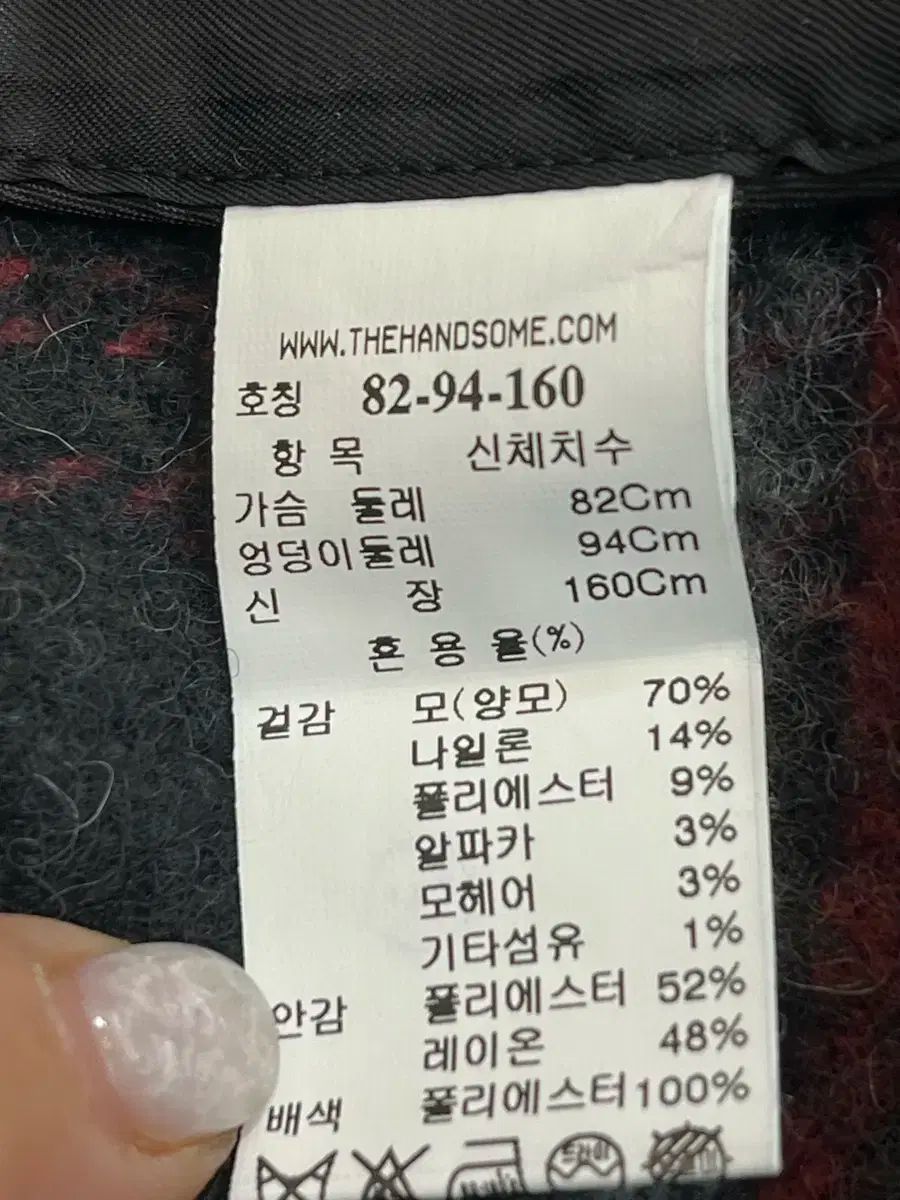 WWW.THEHANDSOME.COM
호칭 82-94-160
항 목 신체치수
가슴 둘레 82Cm
엉덩이둘레 94Cm
신 장 160Cm
혼 용 율(%)
겉감 모(양모) 70%
나일론 14%
폴리에스터 9%
알파카 3%
모헤어 3%
기타섬유 1%
안감 폴리에스터 52%
레이온 48%
배색 폴리에스터 100%
드라이